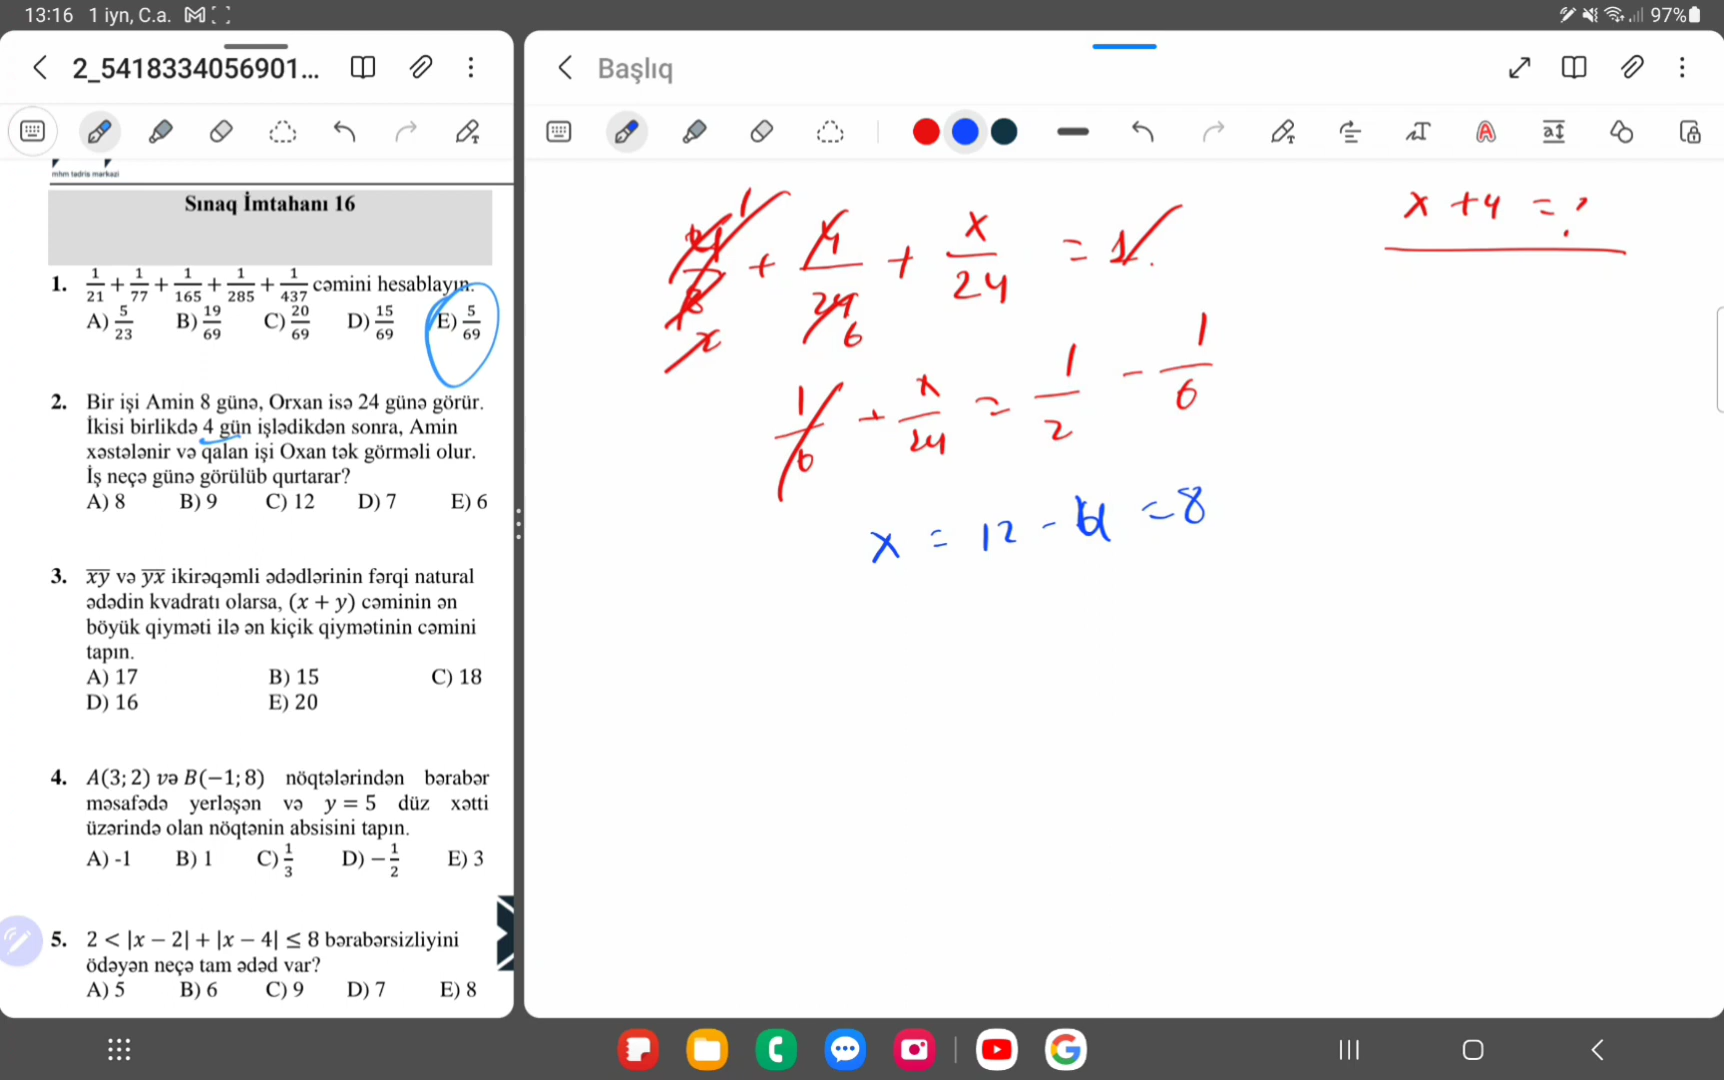 13:16 1 iyn, C.a.
97%
2_5418334056901...
mhm tədris mərkəzi
Sınaq İmtahanı 16
1. 1/21 + 1/77 + 1/165 + 1/285 + 1/437 cəmini hesablayın.
A) 5/23 B) 19/69 C) 20/69 D) 15/69 E) 5/69
2. Bir işi Amin 8 günə, Orxan isə 24 günə görür.
İkisi birlikdə 4 gün işlədikdən sonra, Amin
xəstələnir və qalan işi Oxan tək görməli olur.
İş neçə günə görülüb qurtarar?
A) 8 B) 9 C) 12 D) 7 E) 6
3. x̅y̅ və y̅x̅ ikirəqəmli ədədlərinin fərqi natural
ədədin kvadratı olarsa, (x + y) cəminin ən
böyük qiyməti ilə ən kiçik qiymətinin cəmini
tapın.
A) 17 B) 15 C) 18
D) 16 E) 20
4. A(3; 2) və B(−1; 8) nöqtələrindən bərabər
məsafədə yerləşən və y = 5 düz xətti
üzərində olan nöqtənin absisini tapın.
A) -1 B) 1 C) 1/3 D) −1/2 E) 3
5. 2 < |x − 2| + |x − 4| ≤ 8 bərabərsizliyini
ödəyən neçə tam ədəd var?
A) 5 B) 6 C) 9 D) 7 E) 8
Başlıq
x + 4 = ?
+ 4/24 6 + x/24 = 1
1/6 + x/24 = 1/2 - 1/6
x = 12 - 4 = 8